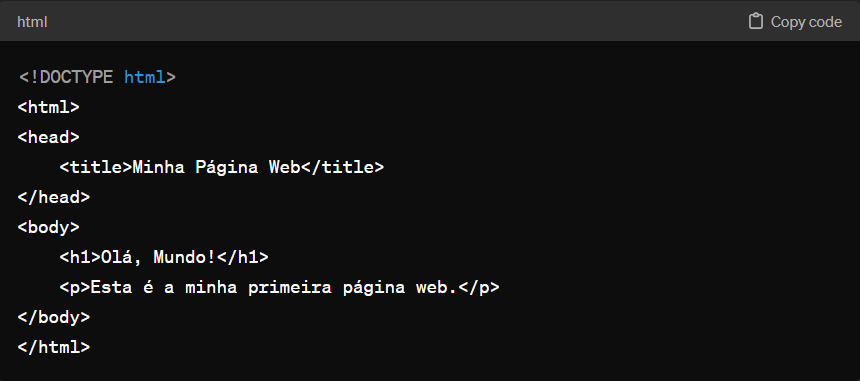 html
Copy code
<!DOCTYPE html>
<html>
<head>
    <title>Minha Página Web</title>
</head>
<body>
    <h1>Olá, Mundo!</h1>
    <p>Esta é a minha primeira página web.</p>
</body>
</html>